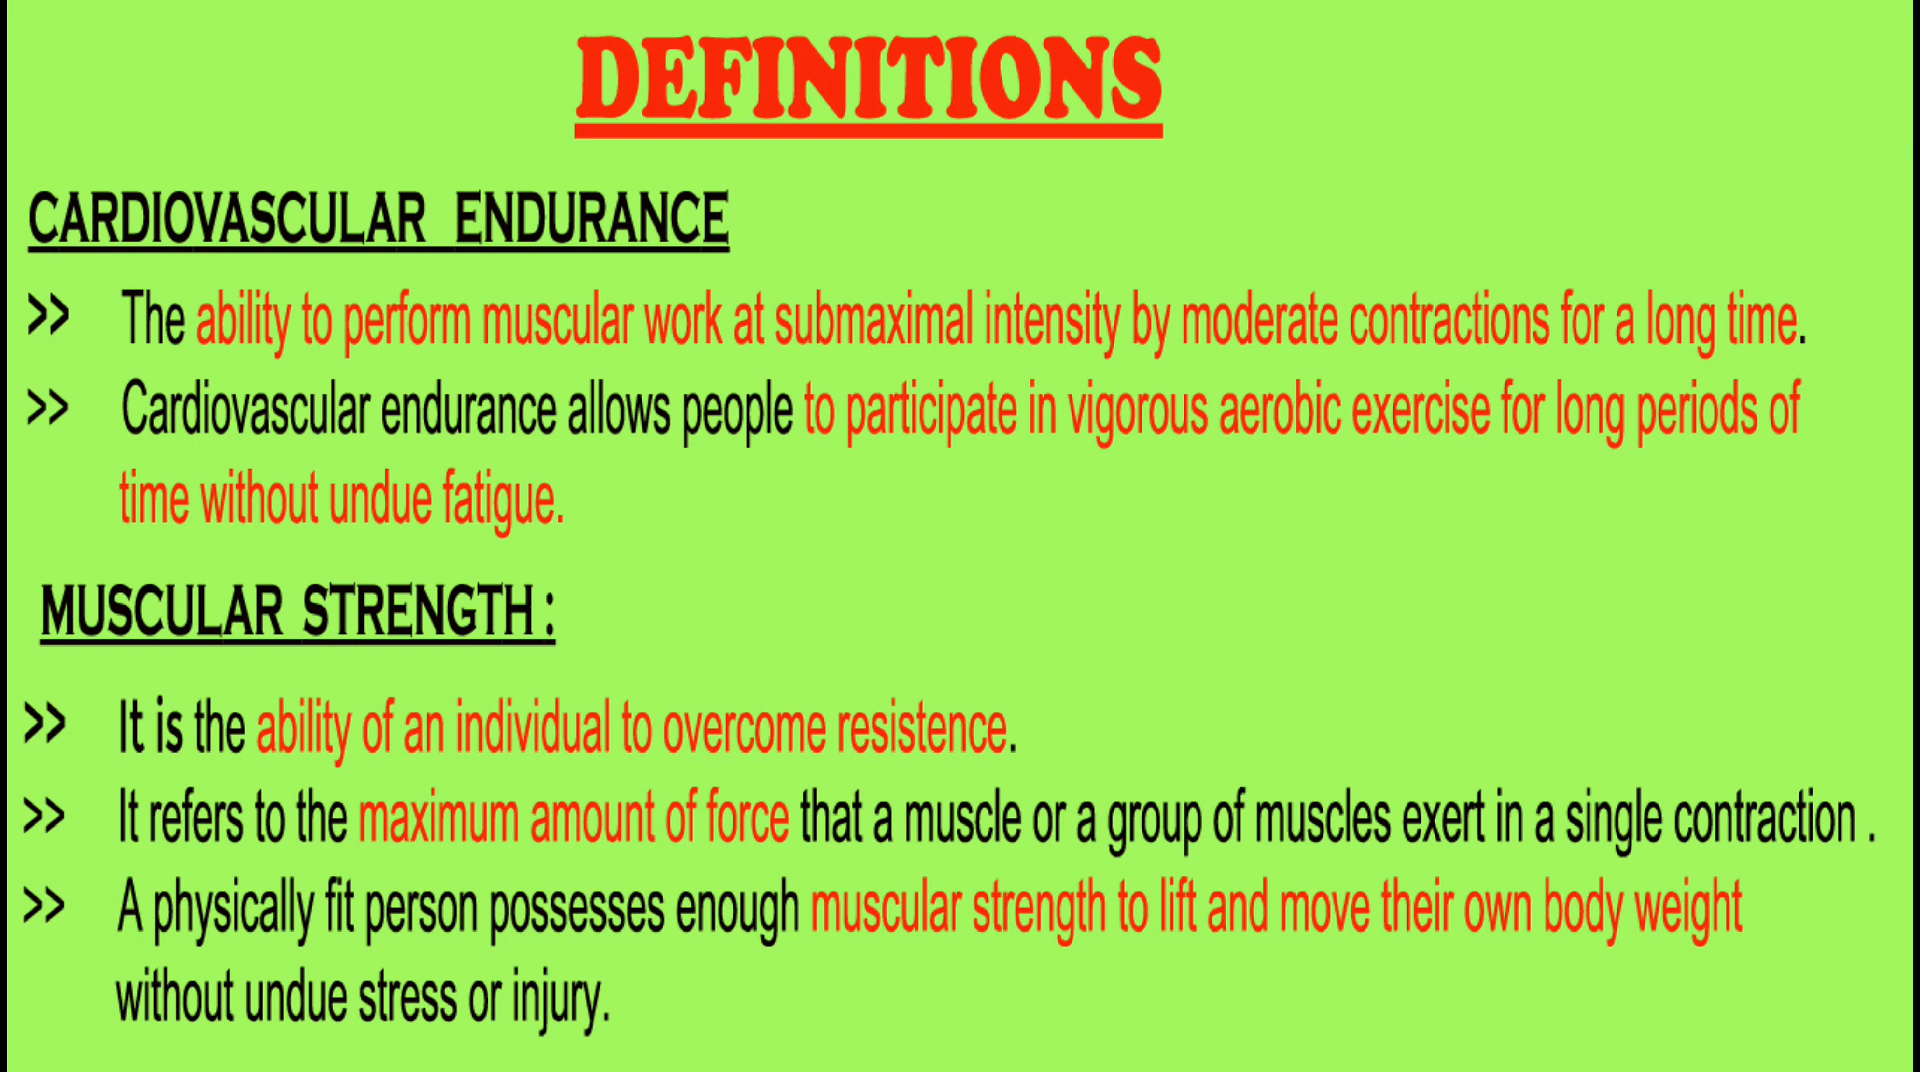 DEFINITIONS
CARDIOVASCULAR ENDURANCE
>> The ability to perform muscular work at submaximal intensity by moderate contractions for a long time.
>> Cardiovascular endurance allows people to participate in vigorous aerobic exercise for long periods of
time without undue fatigue.
MUSCULAR STRENGTH :
>> It is the ability of an individual to overcome resistence.
>> It refers to the maximum amount of force that a muscle or a group of muscles exert in a single contraction .
>> A physically fit person possesses enough muscular strength to lift and move their own body weight
without undue stress or injury.